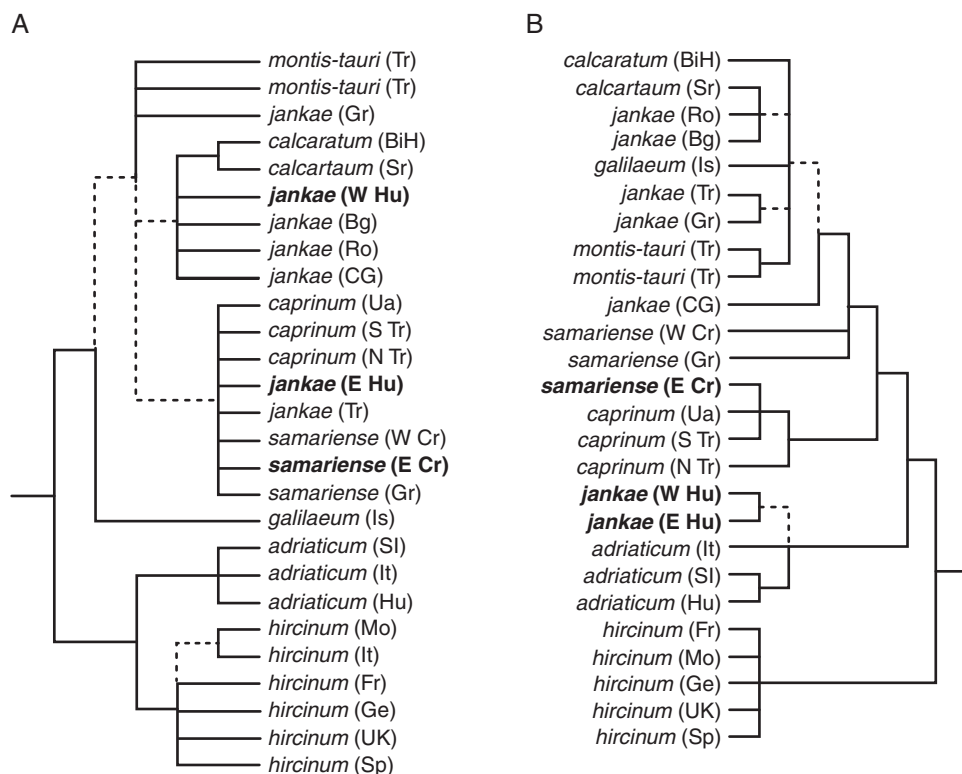 A
montis-tauri (Tr)
montis-tauri (Tr)
jankae (Gr)
calcaratum (BiH)
calcartaum (Sr)
jankae (W Hu)
jankae (Bg)
jankae (Ro)
jankae (CG)
caprinum (Ua)
caprinum (S Tr)
caprinum (N Tr)
jankae (E Hu)
jankae (Tr)
samariense (W Cr)
samariense (E Cr)
samariense (Gr)
galilaeum (Is)
adriaticum (SI)
adriaticum (It)
adriaticum (Hu)
hircinum (Mo)
hircinum (It)
hircinum (Fr)
hircinum (Ge)
hircinum (UK)
hircinum (Sp)
B
calcaratum (BiH)
calcartaum (Sr)
jankae (Ro)
jankae (Bg)
galilaeum (Is)
jankae (Tr)
jankae (Gr)
montis-tauri (Tr)
montis-tauri (Tr)
jankae (CG)
samariense (W Cr)
samariense (Gr)
samariense (E Cr)
caprinum (Ua)
caprinum (S Tr)
caprinum (N Tr)
jankae (W Hu)
jankae (E Hu)
adriaticum (It)
adriaticum (SI)
adriaticum (Hu)
hircinum (Fr)
hircinum (Mo)
hircinum (Ge)
hircinum (UK)
hircinum (Sp)